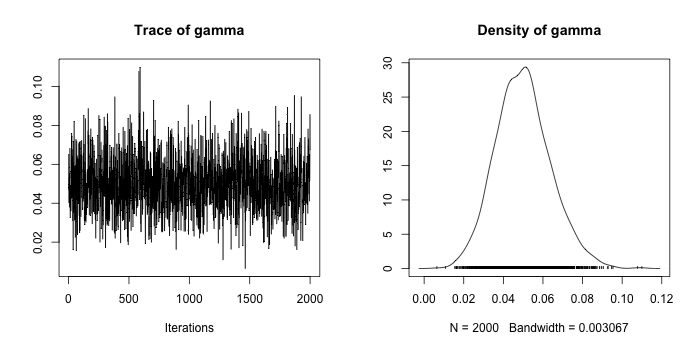 Trace of gamma
0.10
0.08
0.06
0.04
0.02
0 500 1000 1500 2000
Iterations
Density of gamma
30
25
20
15
10
5
0
0.00 0.02 0.04 0.06 0.08 0.10 0.12
N = 2000 Bandwidth = 0.003067